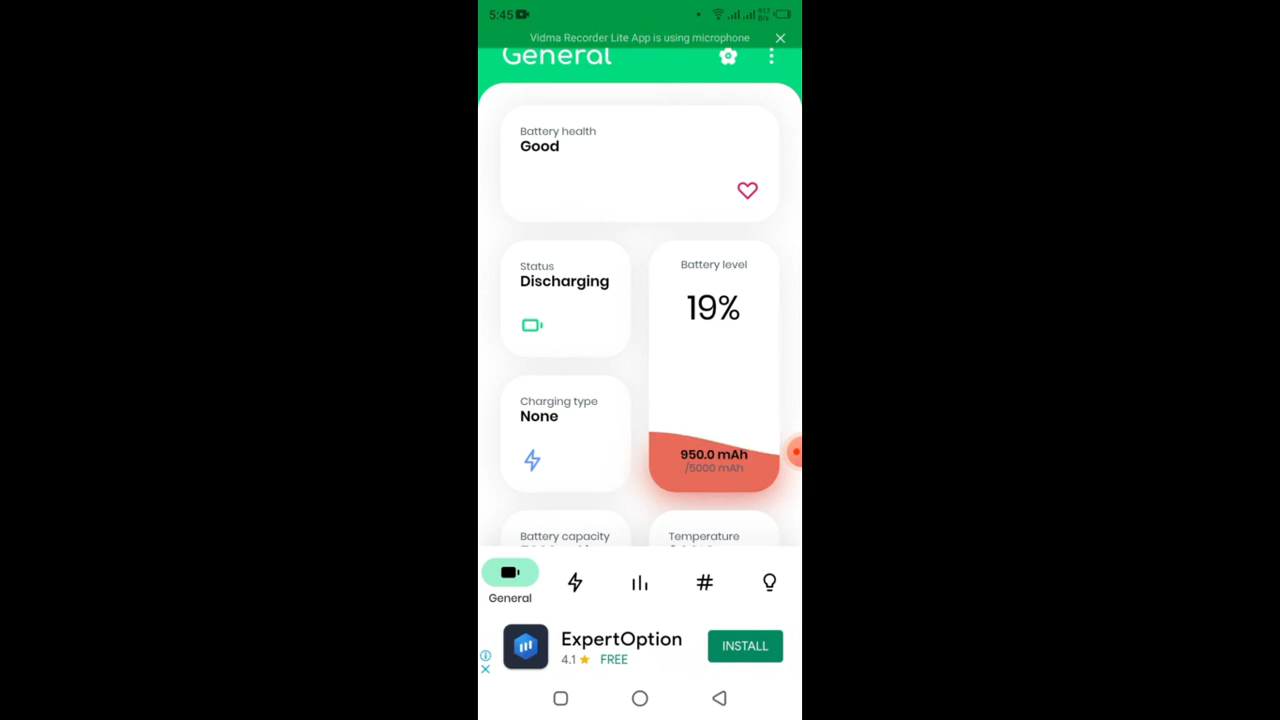 5:45
917
B/s
Vidma Recorder Lite App is using microphone
General
Battery health
Good
Status
Discharging
Battery level
19%
Charging type
None
950.0 mAh
/5000 mAh
Battery capacity
Temperature
General
ExpertOption
4.1 ★ FREE
INSTALL